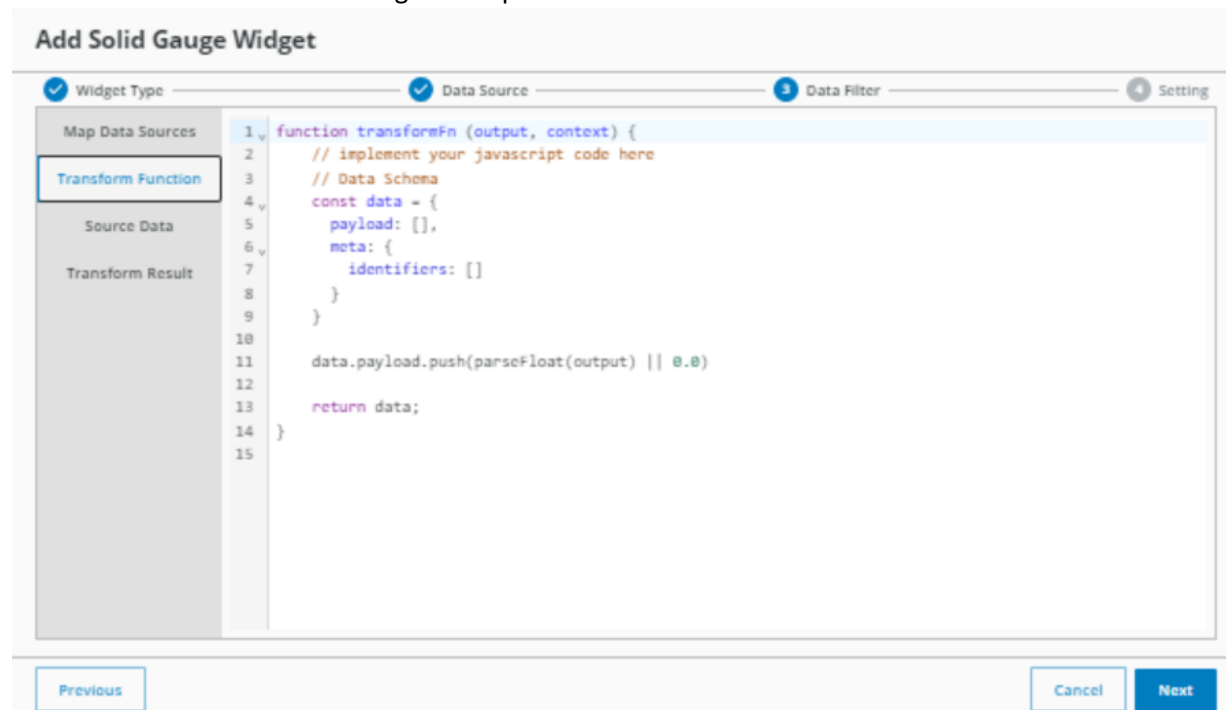 Add Solid Gauge Widget
Widget Type
Data Source
3 Data Filter
4 Setting
Map Data Sources
Transform Function
Source Data
Transform Result
1 function transformFn (output, context) {
2 // implement your javascript code here
3 // Data Schema
4 const data = {
5 payload: [],
6 meta: {
7 identifiers: []
8 }
9 }
10
11 data.payload.push(parseFloat(output) || 0.0)
12
13 return data;
14 }
15
Previous
Cancel
Next